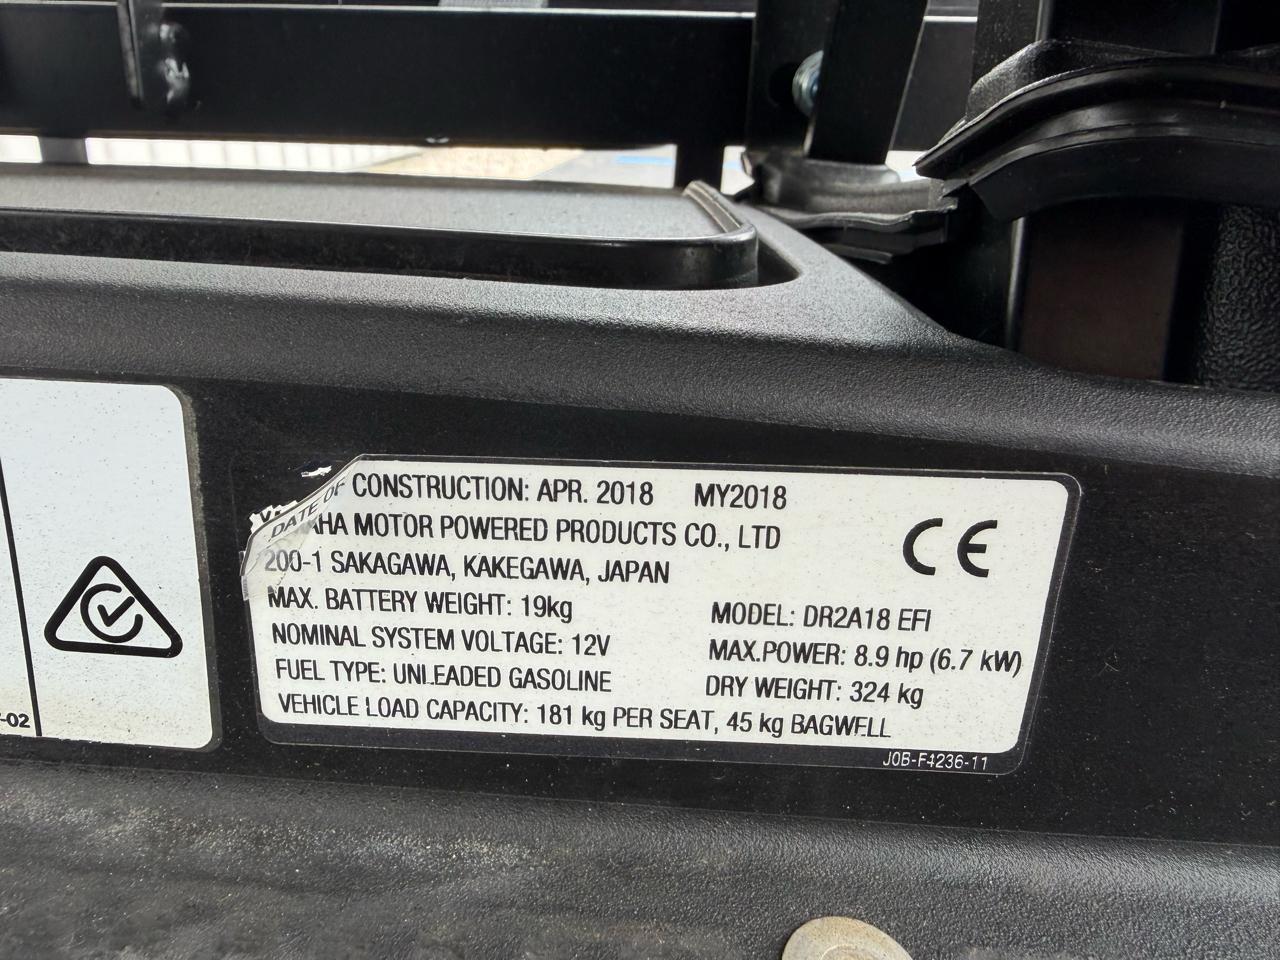 DATE OF CONSTRUCTION: APR. 2018 MY2018
YAMAHA MOTOR POWERED PRODUCTS CO., LTD
200-1 SAKAGAWA, KAKEGAWA, JAPAN
MAX. BATTERY WEIGHT: 19kg
NOMINAL SYSTEM VOLTAGE: 12V
FUEL TYPE: UNLEADED GASOLINE
VEHICLE LOAD CAPACITY: 181 kg PER SEAT, 45 kg BAGWELL
CE
MODEL: DR2A18 EFI
MAX.POWER: 8.9 hp (6.7 kW)
DRY WEIGHT: 324 kg
J0B-F4236-11
-02